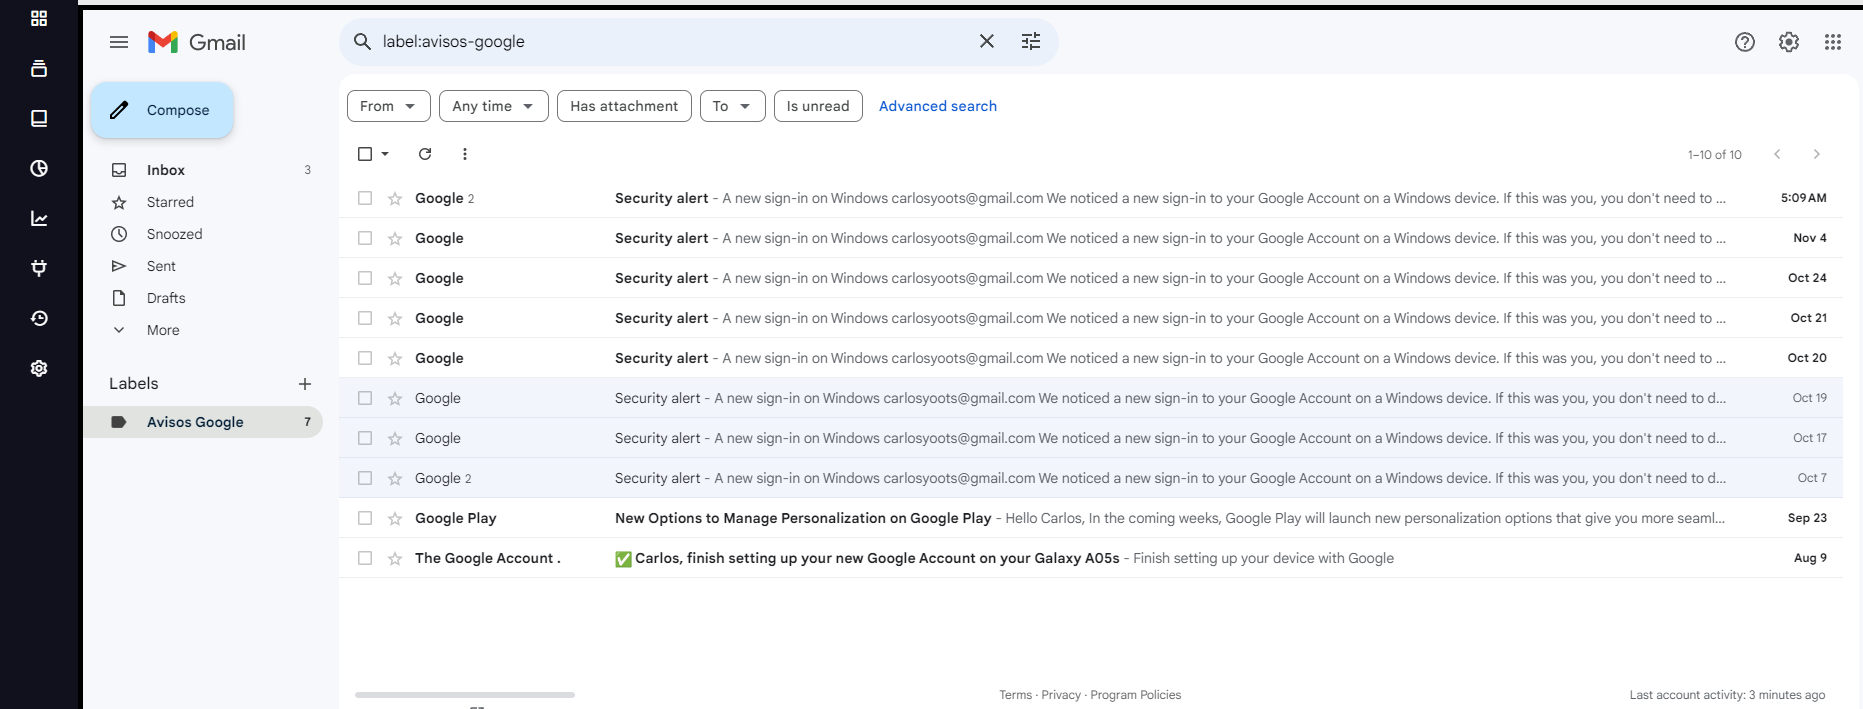 Gmail
label:avisos-google
Compose
From Any time Has attachment To Is unread Advanced search
1–10 of 10
Inbox 3
Starred
Snoozed
Sent
Drafts
More
Labels
Avisos Google 7
Google 2 Security alert - A new sign-in on Windows carlosyoots@gmail.com We noticed a new sign-in to your Google Account on a Windows device. If this was you, you don't need to ... 5:09 AM
Google Security alert - A new sign-in on Windows carlosyoots@gmail.com We noticed a new sign-in to your Google Account on a Windows device. If this was you, you don't need to ... Nov 4
Google Security alert - A new sign-in on Windows carlosyoots@gmail.com We noticed a new sign-in to your Google Account on a Windows device. If this was you, you don't need to ... Oct 24
Google Security alert - A new sign-in on Windows carlosyoots@gmail.com We noticed a new sign-in to your Google Account on a Windows device. If this was you, you don't need to ... Oct 21
Google Security alert - A new sign-in on Windows carlosyoots@gmail.com We noticed a new sign-in to your Google Account on a Windows device. If this was you, you don't need to ... Oct 20
Google Security alert - A new sign-in on Windows carlosyoots@gmail.com We noticed a new sign-in to your Google Account on a Windows device. If this was you, you don't need to d... Oct 19
Google Security alert - A new sign-in on Windows carlosyoots@gmail.com We noticed a new sign-in to your Google Account on a Windows device. If this was you, you don't need to d... Oct 17
Google 2 Security alert - A new sign-in on Windows carlosyoots@gmail.com We noticed a new sign-in to your Google Account on a Windows device. If this was you, you don't need to d... Oct 7
Google Play New Options to Manage Personalization on Google Play - Hello Carlos, In the coming weeks, Google Play will launch new personalization options that give you more seaml... Sep 23
The Google Account . ✅ Carlos, finish setting up your new Google Account on your Galaxy A05s - Finish setting up your device with Google Aug 9
Terms · Privacy · Program Policies
Last account activity: 3 minutes ago